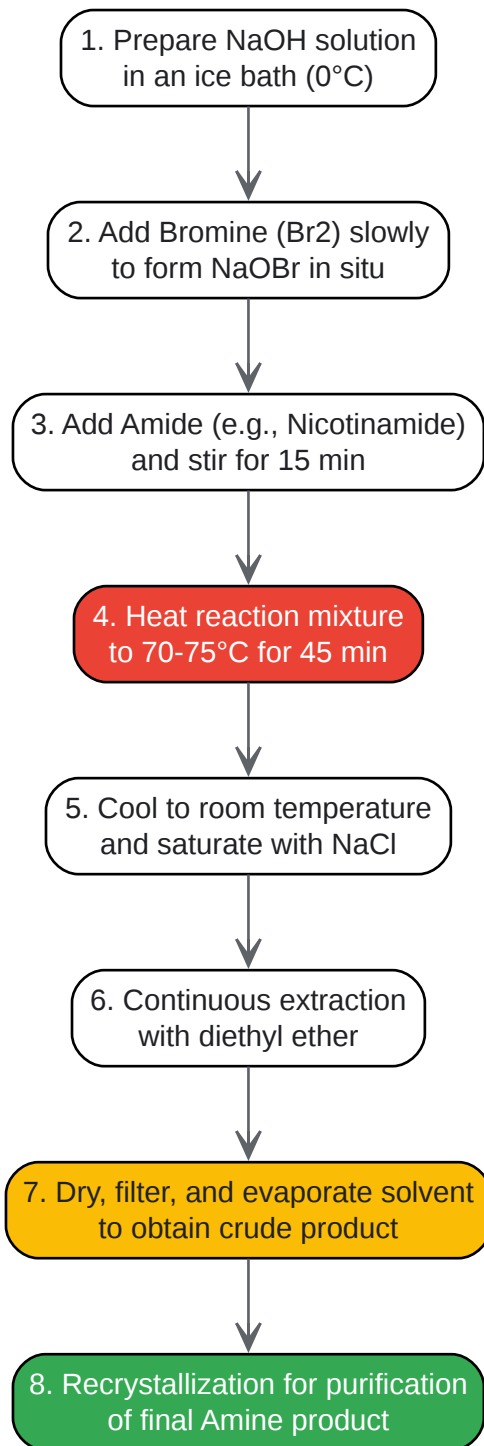 1. Prepare NaOH solution
in an ice bath (0°C)
2. Add Bromine (Br2) slowly
to form NaOBr in situ
3. Add Amide (e.g., Nicotinamide)
and stir for 15 min
4. Heat reaction mixture
to 70-75°C for 45 min
5. Cool to room temperature
and saturate with NaCl
6. Continuous extraction
with diethyl ether
7. Dry, filter, and evaporate solvent
to obtain crude product
8. Recrystallization for purification
of final Amine product